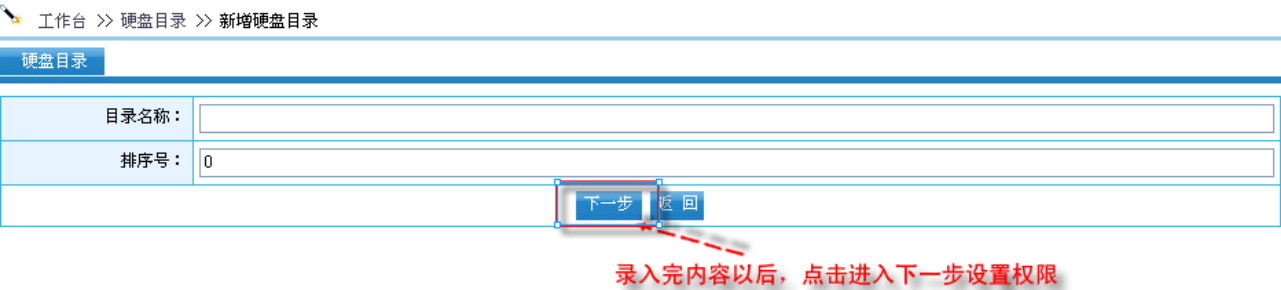 工作台 >> 硬盘目录 >> 新增硬盘目录
硬盘目录
目录名称：
排序号： 0
下一步 返 回
录入完内容以后，点击进入下一步设置权限